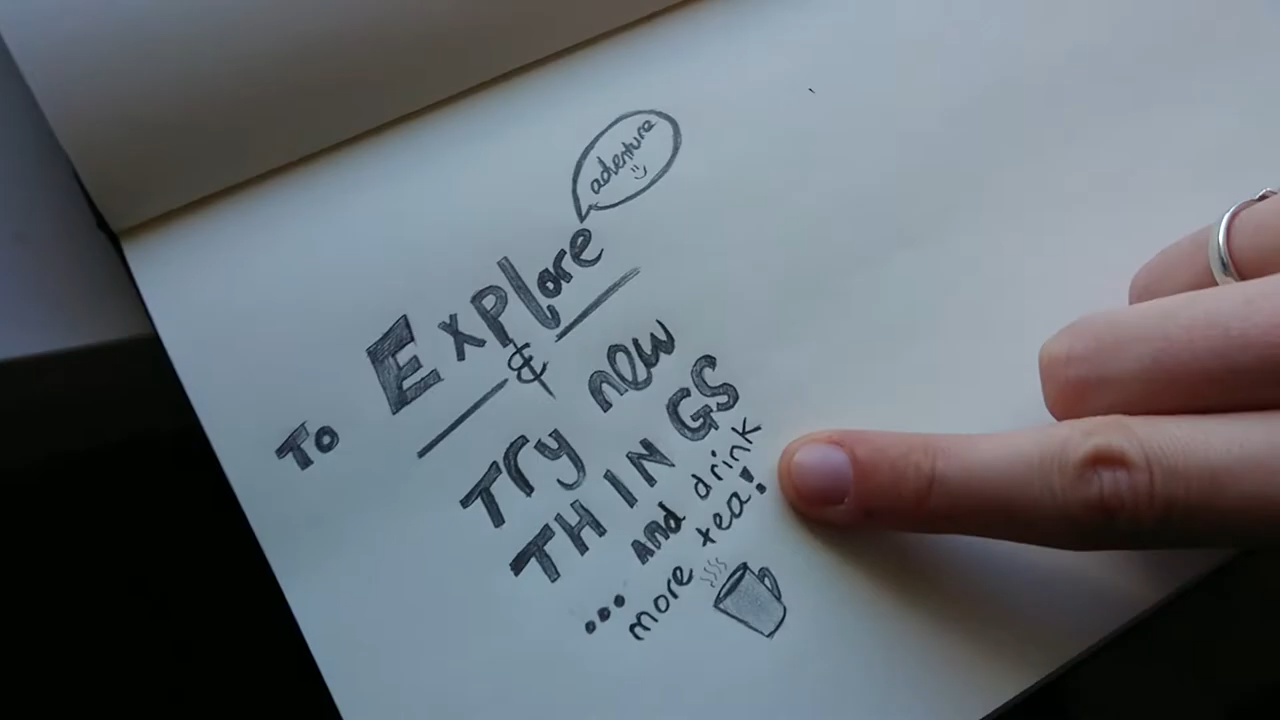 adventure
To Explore
&
Try new
THINGS
... and drink
more tea!